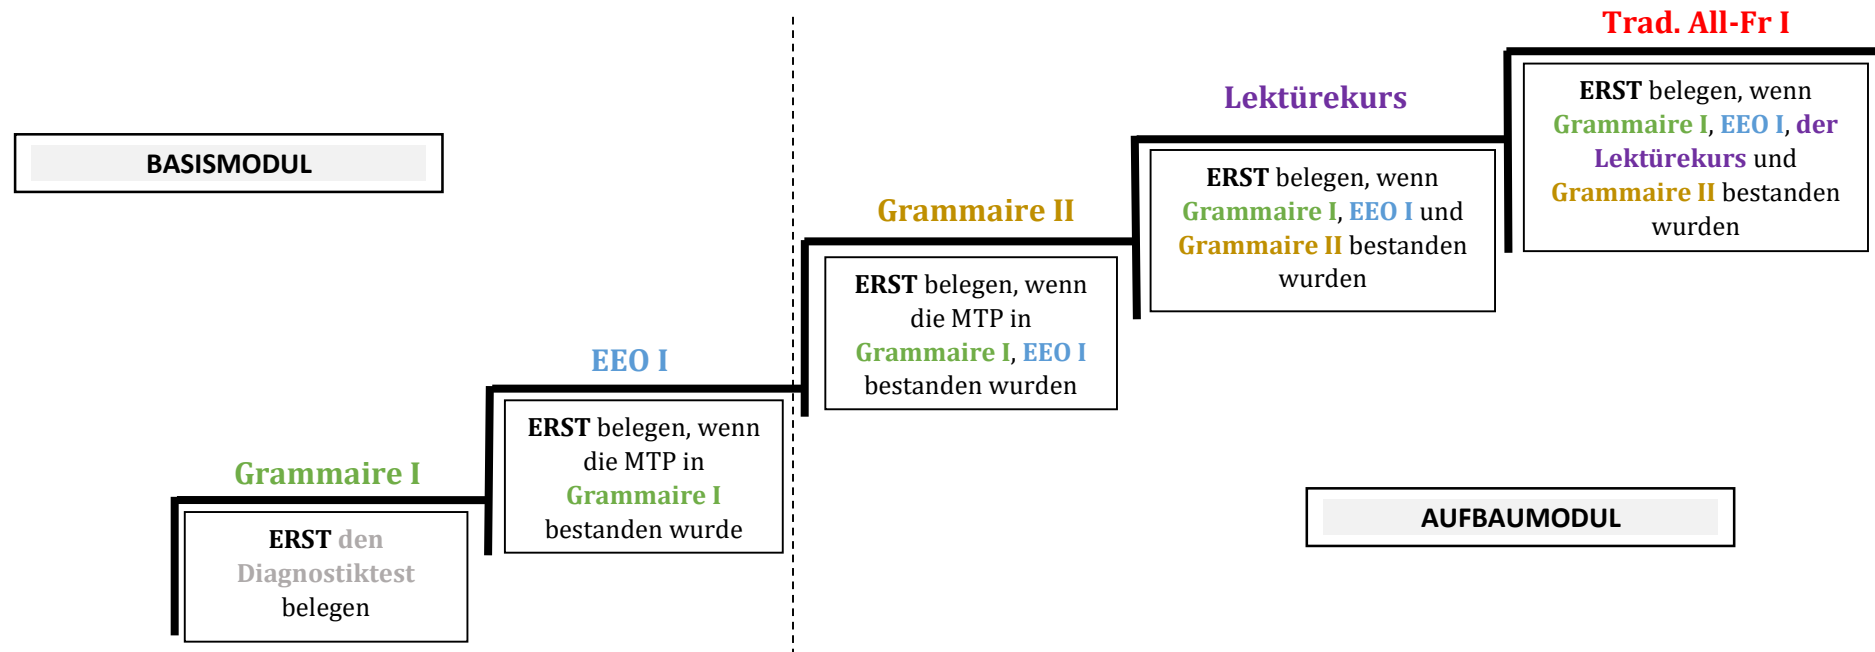 BASISMODUL
Grammaire I
ERST den
Diagnostiktest
belegen
EEO I
ERST belegen, wenn
die MTP in
Grammaire I
bestanden wurde
Grammaire II
ERST belegen, wenn
die MTP in
Grammaire I, EEO I
bestanden wurden
Lektürekurs
ERST belegen, wenn
Grammaire I, EEO I und
Grammaire II bestanden
wurden
Trad. All-Fr I
ERST belegen, wenn
Grammaire I, EEO I, der
Lektürekurs und
Grammaire II bestanden
wurden
AUFBAUMODUL